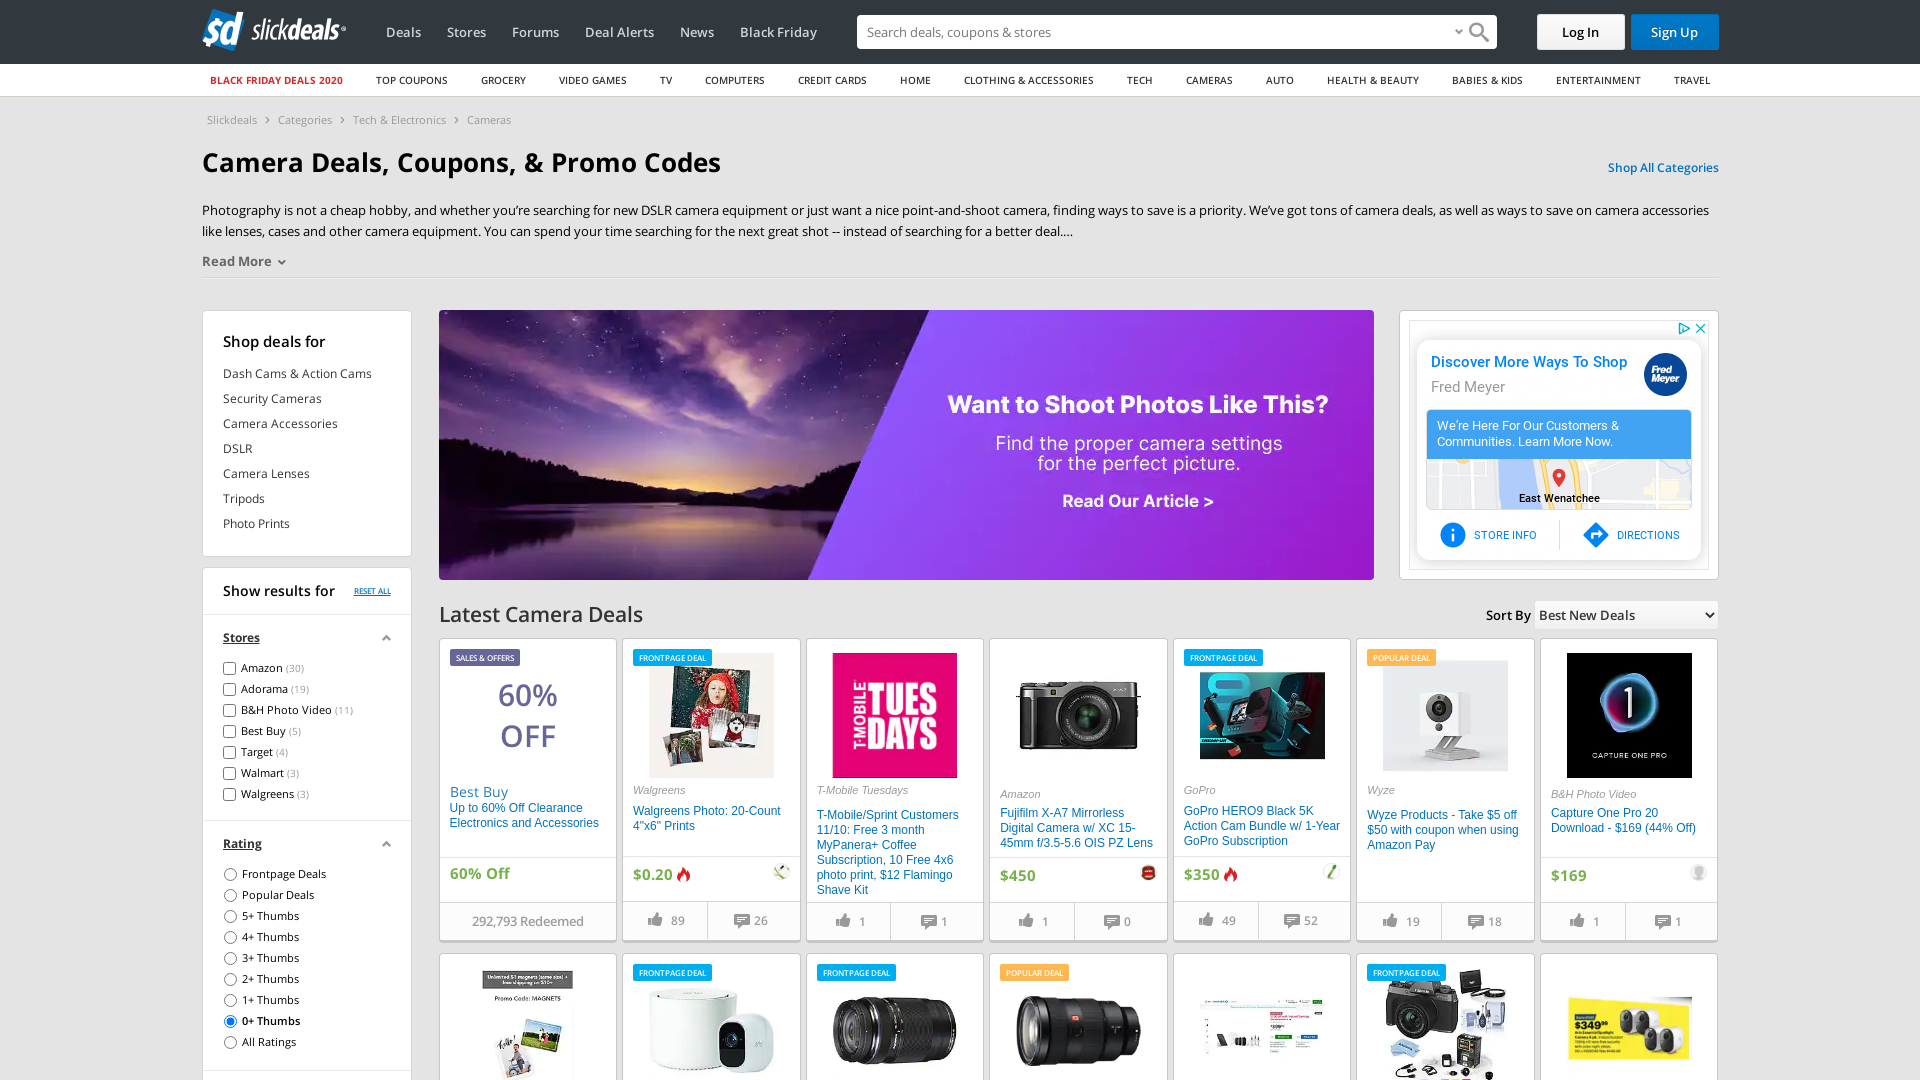 sd slickdeals
Deals Stores Forums Deal Alerts News Black Friday
Search deals, coupons & stores
Log In Sign Up
BLACK FRIDAY DEALS 2020 TOP COUPONS GROCERY VIDEO GAMES TV COMPUTERS CREDIT CARDS HOME CLOTHING & ACCESSORIES TECH CAMERAS AUTO HEALTH & BEAUTY BABIES & KIDS ENTERTAINMENT TRAVEL
Slickdeals > Categories > Tech & Electronics > Cameras
Camera Deals, Coupons, & Promo Codes
Shop All Categories
Photography is not a cheap hobby, and whether you’re searching for new DSLR camera equipment or just want a nice point-and-shoot camera, finding ways to save is a priority. We’ve got tons of camera deals, as well as ways to save on camera accessories
like lenses, cases and other camera equipment. You can spend your time searching for the next great shot -- instead of searching for a better deal.…
Read More
Shop deals for
Dash Cams & Action Cams
Security Cameras
Camera Accessories
DSLR
Camera Lenses
Tripods
Photo Prints
Show results for RESET ALL
Stores
Amazon (30)
Adorama (19)
B&H Photo Video (11)
Best Buy (5)
Target (4)
Walmart (3)
Walgreens (3)
Rating
Frontpage Deals
Popular Deals
5+ Thumbs
4+ Thumbs
3+ Thumbs
2+ Thumbs
1+ Thumbs
0+ Thumbs
All Ratings
Want to Shoot Photos Like This?
Find the proper camera settings
for the perfect picture.
Read Our Article >
Discover More Ways To Shop
Fred Meyer
Fred
Meyer
We're Here For Our Customers &
Communities. Learn More Now.
East Wenatchee
STORE INFO
DIRECTIONS
Latest Camera Deals
Sort By Best New Deals
SALES & OFFERS
60%
OFF
Best Buy
Up to 60% Off Clearance
Electronics and Accessories
60% Off
292,793 Redeemed
FRONTPAGE DEAL
Walgreens
Walgreens Photo: 20-Count
4"x6" Prints
$0.20
89 26
T-MOBILE
TUES
DAYS
T-Mobile Tuesdays
T-Mobile/Sprint Customers
11/10: Free 3 month
MyPanera+ Coffee
Subscription, 10 Free 4x6
photo print, $12 Flamingo
Shave Kit
1 1
Amazon
Fujifilm X-A7 Mirrorless
Digital Camera w/ XC 15-
45mm f/3.5-5.6 OIS PZ Lens
$450
1 0
FRONTPAGE DEAL
GoPro
GoPro HERO9 Black 5K
Action Cam Bundle w/ 1-Year
GoPro Subscription
$350
49 52
POPULAR DEAL
Wyze
Wyze Products - Take $5 off
$50 with coupon when using
Amazon Pay
19 18
1
CAPTURE ONE PRO
B&H Photo Video
Capture One Pro 20
Download - $169 (44% Off)
$169
1 1
Unlimited $1 magnets (same size) +
free shipping on $10+
Promo Code: MAGNETS
FRONTPAGE DEAL
FRONTPAGE DEAL
POPULAR DEAL
FRONTPAGE DEAL
$349⁹⁹